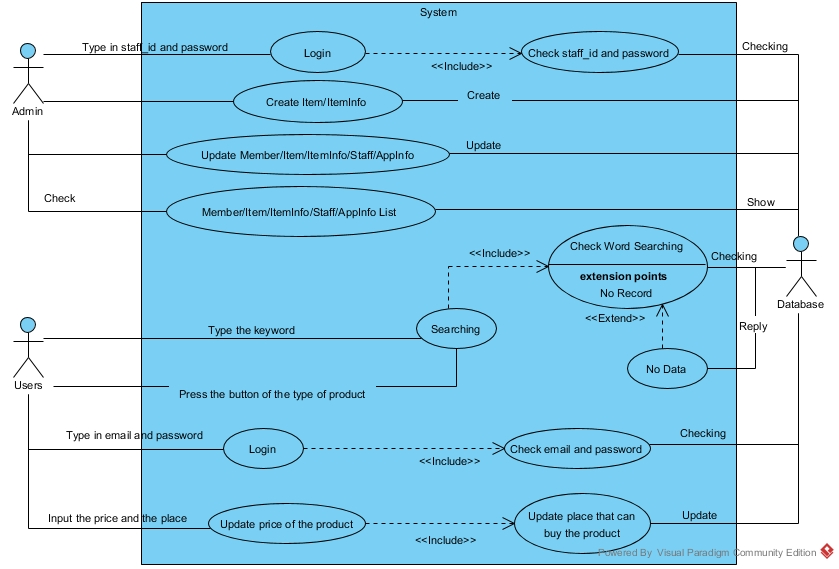 System
Type in staff_id and password
Login
<<Include>>
Check staff_id and password
Checking
Admin
Create Item/ItemInfo
Create
Update Member/Item/ItemInfo/Staff/AppInfo
Update
Check
Member/Item/ItemInfo/Staff/AppInfo List
Show
<<Include>>
Check Word Searching
extension points
No Record
Checking
Database
<<Extend>>
Type the keyword
Searching
Reply
No Data
Users
Press the button of the type of product
Type in email and password
Login
<<Include>>
Check email and password
Checking
Input the price and the place
Update price of the product
<<Include>>
Update place that can
buy the product
Update
Powered By Visual Paradigm Community Edition